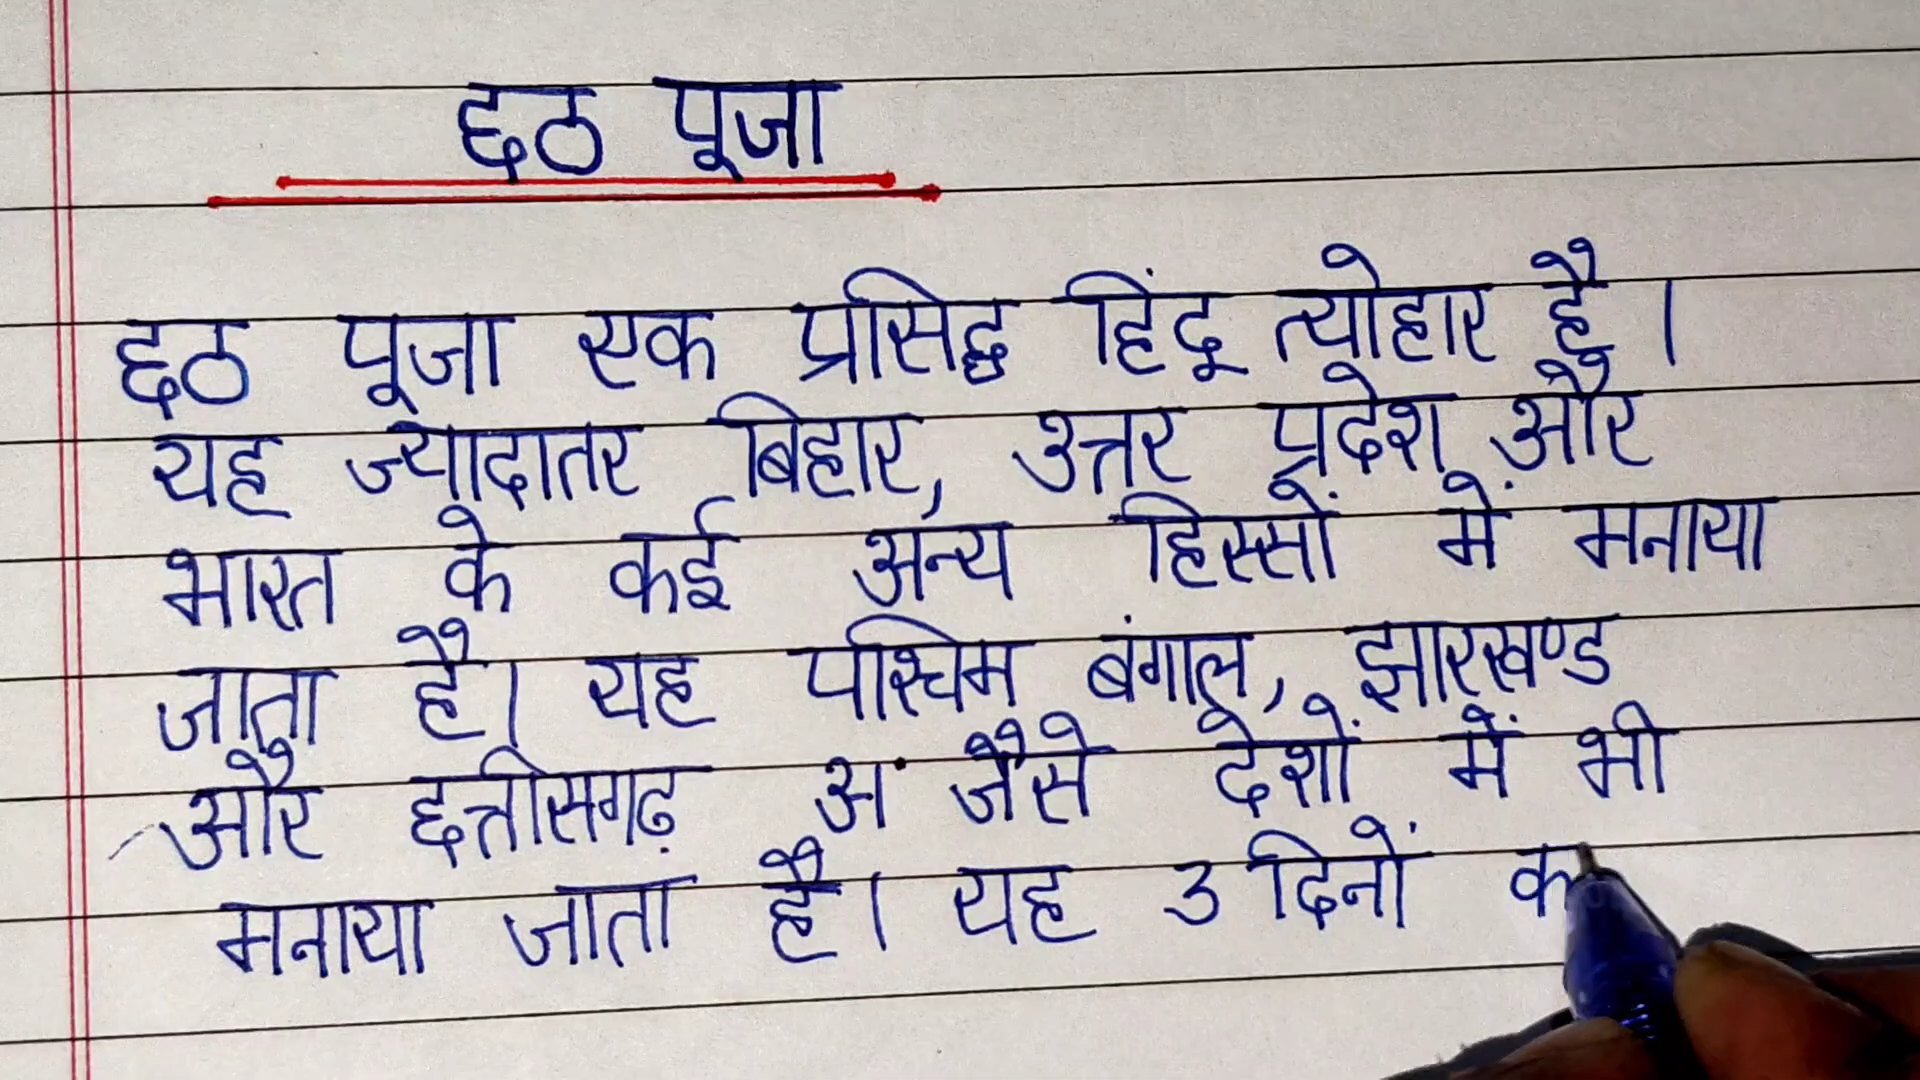 छठ पूजा
छठ पूजा एक प्रसिद्ध हिंदू त्योहार है।
यह ज्यादातर बिहार, उत्तर प्रदेश और
भारत के कई अन्य हिस्सों में मनाया
जाता है। यह पश्चिम बंगाल, झारखण्ड
और छत्तीसगढ़ अ जैसे देशों में भी
मनाया जाता है। यह 3 दिनों क